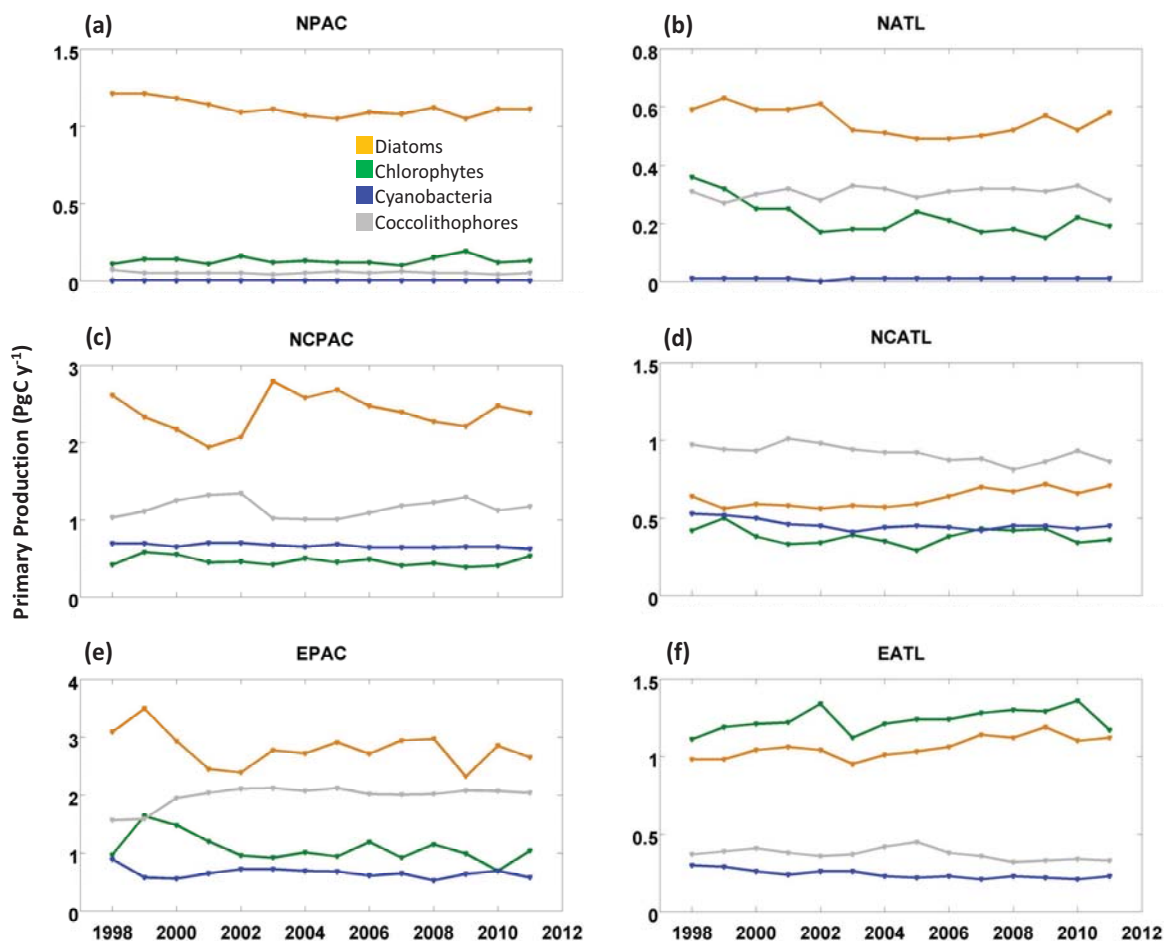 (a) NPAC
1.5
1
0.5
0
Diatoms
Chlorophytes
Cyanobacteria
Coccolithophores
(b) NATL
0.8
0.6
0.4
0.2
0
Primary Production (PgC y⁻¹)
(c) NCPAC
3
2
1
0
(d) NCATL
1.5
1
0.5
0
(e) EPAC
4
3
2
1
0
1998 2000 2002 2004 2006 2008 2010 2012
(f) EATL
1.5
1
0.5
0
1998 2000 2002 2004 2006 2008 2010 2012